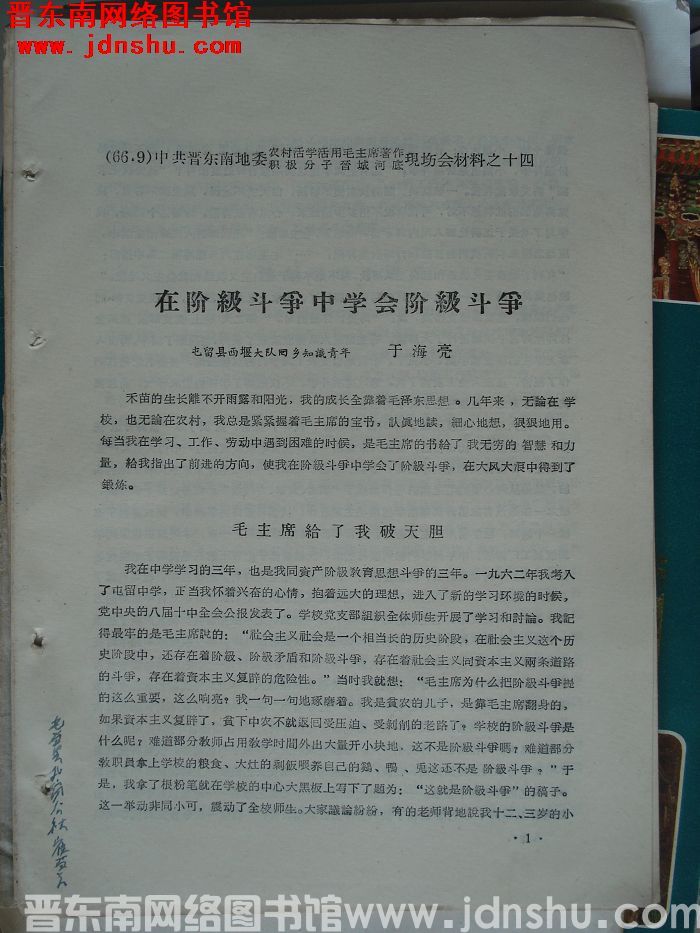 晋东南网络图书馆
www.jdnshu.com
(66.9)中共晋东南地委农村活学活用毛主席著作积极分子晋城河底现场会材料之十四
在阶級斗爭中学会阶級斗爭
屯留县西堰大队回乡知識青年 于海亮
禾苗的生长離不开雨露和阳光，我的成长全靠着毛泽东思想。几年来，无論在学
校，也无論在农村，我总是紧紧握着毛主席的宝书，認眞地読，細心地想，狠狠地用。
每当我在学习、工作、劳动中遇到困难的时候，是毛主席的书給了我无穷的智慧和力
量，給我指出了前进的方向，使我在阶級斗爭中学会了阶級斗爭，在大风大浪中得到了
鍛炼。
毛主席給了我破天胆
我在中学学习的三年，也是我同資产阶級教育思想斗爭的三年。一九六二年我考入
了屯留中学，正当我怀着兴奋的心情，抱着远大的理想，进入了新的学习环境的时候，
党中央的八届十中全会公报发表了。学校党支部組织全体师生开展了学习和討論。我記
得最牢的是毛主席說的：“社会主义社会是一个相当长的历史阶段，在社会主义这个历
史阶段中，还存在着阶級、阶級矛盾和阶級斗爭，存在着社会主义同資本主义兩条道路
的斗爭，存在着資本主义复辟的危险性。”当时我就想：“毛主席为什么把阶級斗爭提
的这么重要，这么响亮？我一句一句地琢磨着。我是貧农的儿子，是靠毛主席翻身的，
如果資本主义复辟了，貧下中农不就返回受压迫、受剝削的老路了？学校的阶級斗爭是
什么呢？难道部分教师占用教学时間外出大量开小块地，这不是阶級斗爭嗎？难道部分
敎职員拿上学校的粮食、大灶的剩飯喂养自己的鷄、鴨、兎这还不是阶級斗爭？”于
是，我拿了根粉笔就在学校的中心大黑板上写下了題为：“这就是阶級斗爭”的稿子。
这一举动非同小可，震动了全校师生。大家議論紛紛，有的老师背地說我十二、三岁的小
·1·
晋东南网络图书馆www.jdnshu.com